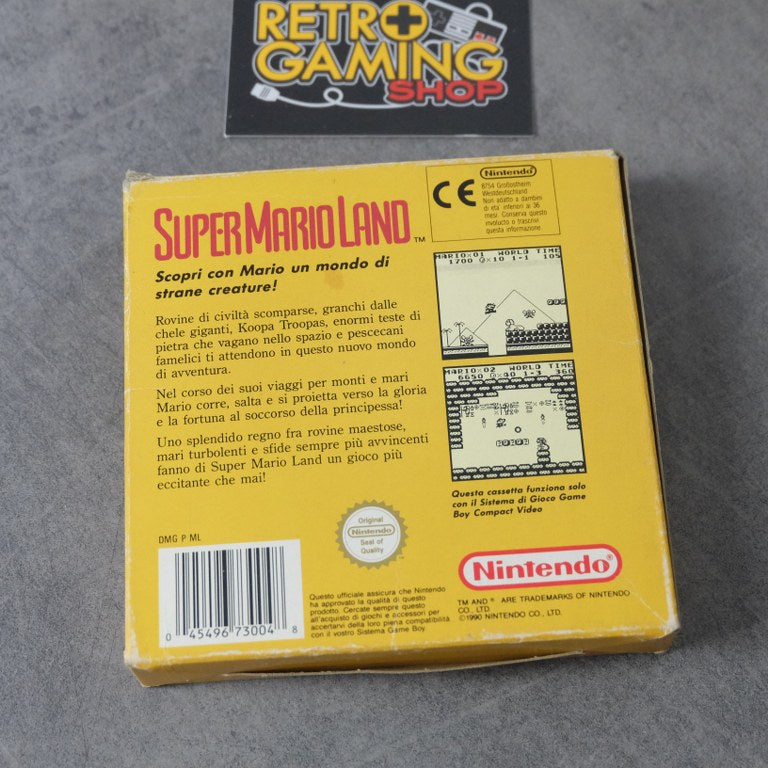 RETRO
GAMING
SHOP
SUPER MARIO LAND™
Scopri con Mario un mondo di
strane creature!
Rovine di civiltà scomparse, granchi dalle
chele giganti, Koopa Troopas, enormi teste di
pietra che vagano nello spazio e pescecani
famelici ti attendono in questo nuovo mondo
di avventura.
Nel corso dei suoi viaggi per monti e mari
Mario corre, salta e si proietta verso la gloria
e la fortuna al soccorso della principessa!
Uno splendido regno fra rovine maestose,
mari turbolenti e sfide sempre più avvincenti
fanno di Super Mario Land un gioco più
eccitante che mai!
CE
Nintendo®
8754 Großostheim
Westdeutschland
Non adatto a dambini
di eta inferiori ai 36
mesi. Conserva questo
involucro o trascrivi
questa informazione.
MARIO×01 WORLD TIME
1700 ×10 1-1 105
MARIO×02 WORLD TIME
6650 ×40 1-3 360
Questa cassetta funziona solo
con il Sistema di Gioco Game
Boy Compact Video
DMG P ML
0 45496 73004 8
Original
Nintendo
Seal of
Quality
TM
Questo ufficiale assicura che Nintendo
ha approvato la qualità di questo
prodotto. Cercate sempre questo
all'acquisto di giochi e accessori per
accertarvi della loro piena compatibilità
con il vostro Sistema Game Boy.
Nintendo®
TM AND ® ARE TRADEMARKS OF NINTENDO
CO., LTD.
©1990 NINTENDO CO., LTD.